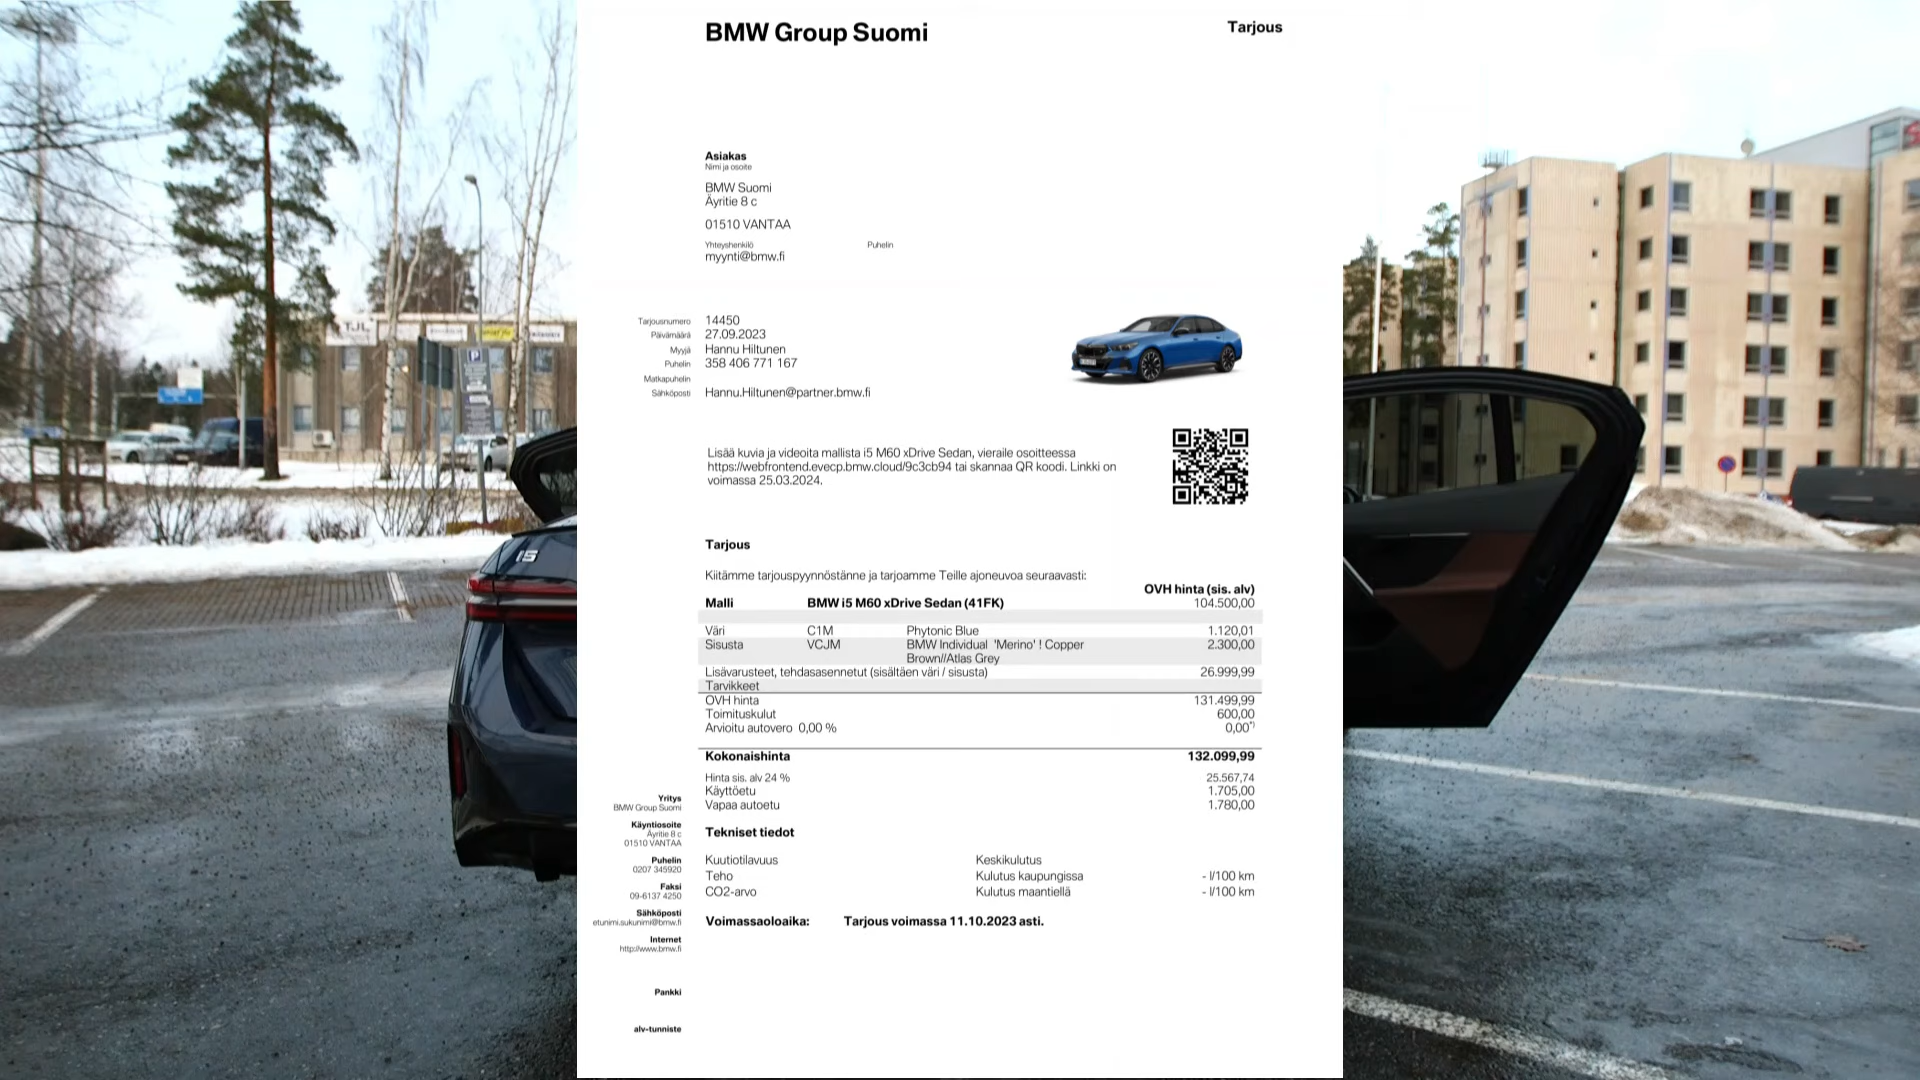 BMW Group Suomi
Tarjous
Asiakas
Nimi ja osoite
BMW Suomi
Äyritie 8 c
01510 VANTAA
Yhteyshenkilö Puhelin
myynti@bmw.fi
Tarjousnumero 14450
Päivämäärä 27.09.2023
Myyjä Hannu Hiltunen
Puhelin 358 406 771 167
Matkapuhelin
Sähköposti Hannu.Hiltunen@partner.bmw.fi
Lisää kuvia ja videoita mallista i5 M60 xDrive Sedan, vieraile osoitteessa
https://webfrontend.evecp.bmw.cloud/9c3cb94 tai skannaa QR koodi. Linkki on
voimassa 25.03.2024.
Tarjous
Kiitämme tarjouspyynnöstänne ja tarjoamme Teille ajoneuvoa seuraavasti:
OVH hinta (sis. alv)
Malli BMW i5 M60 xDrive Sedan (41FK) 104.500,00
Väri C1M Phytonic Blue 1.120,01
Sisusta VCJM BMW Individual 'Merino' ! Copper 2.300,00
Brown//Atlas Grey
Lisävarusteet, tehdasasennetut (sisältäen väri / sisusta) 26.999,99
Tarvikkeet
OVH hinta 131.499,99
Toimituskulut 600,00
Arvioitu autovero 0,00 % 0,00*)
Kokonaishinta 132.099,99
Hinta sis. alv 24 % 25.567,74
Käyttöetu 1.705,00
Vapaa autoetu 1.780,00
Tekniset tiedot
Kuutiotilavuus Keskikulutus
Teho Kulutus kaupungissa - l/100 km
CO2-arvo Kulutus maantiellä - l/100 km
Voimassaoloaika: Tarjous voimassa 11.10.2023 asti.
Yritys
BMW Group Suomi
Käyntiosoite
Äyritie 8 c
01510 VANTAA
Puhelin
0207 345920
Faksi
09-6137 4250
Sähköposti
etunimi.sukunimi@bmw.fi
Internet
http://www.bmw.fi
Pankki
alv-tunniste
TJL
P
i5